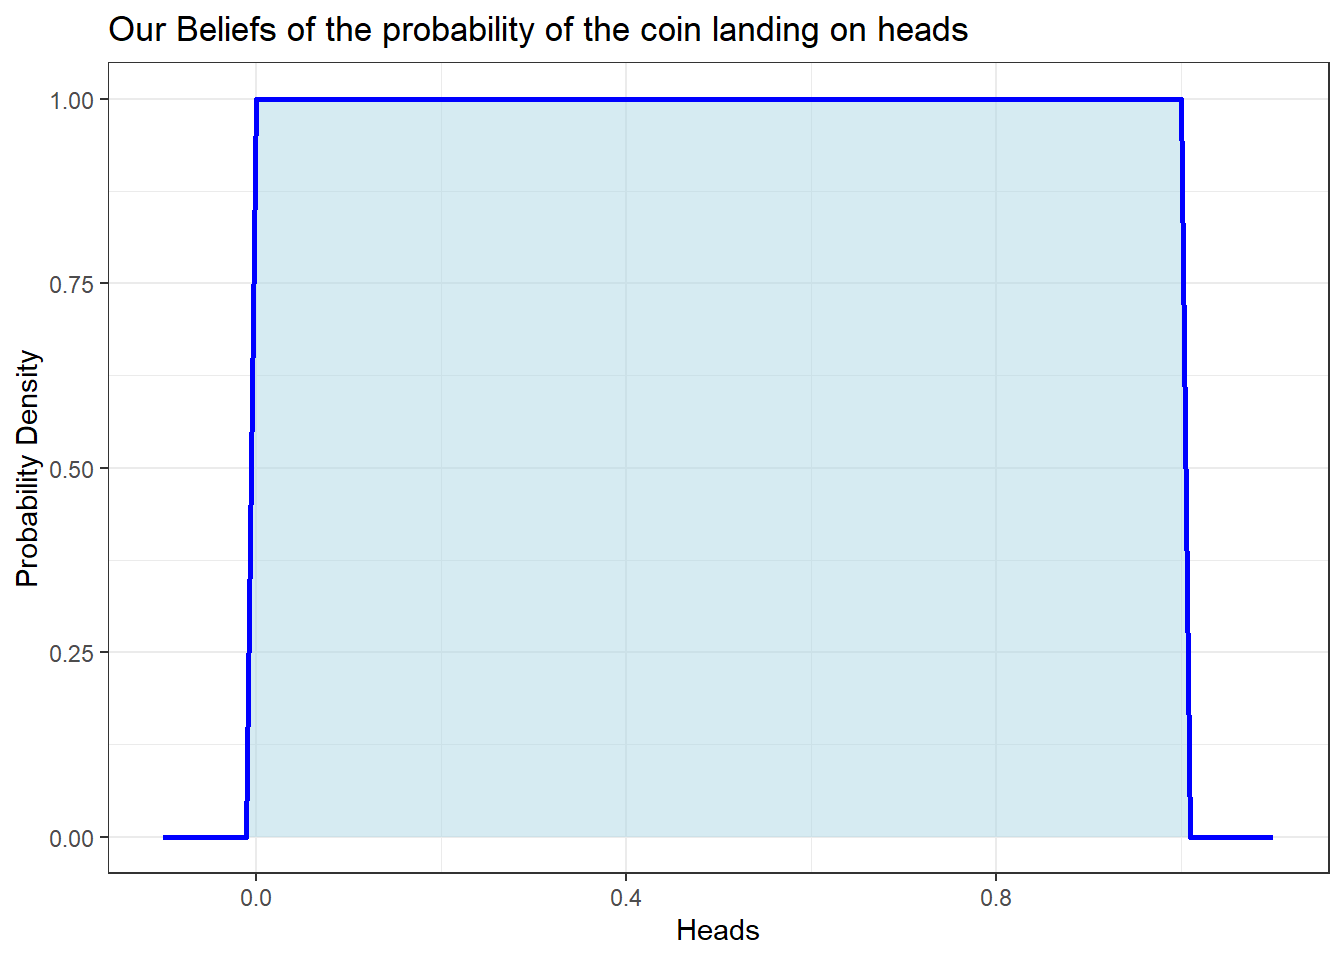 Our Beliefs of the probability of the coin landing on heads
Probability Density
1.00
0.75
0.50
0.25
0.00
0.0 0.4 0.8
Heads